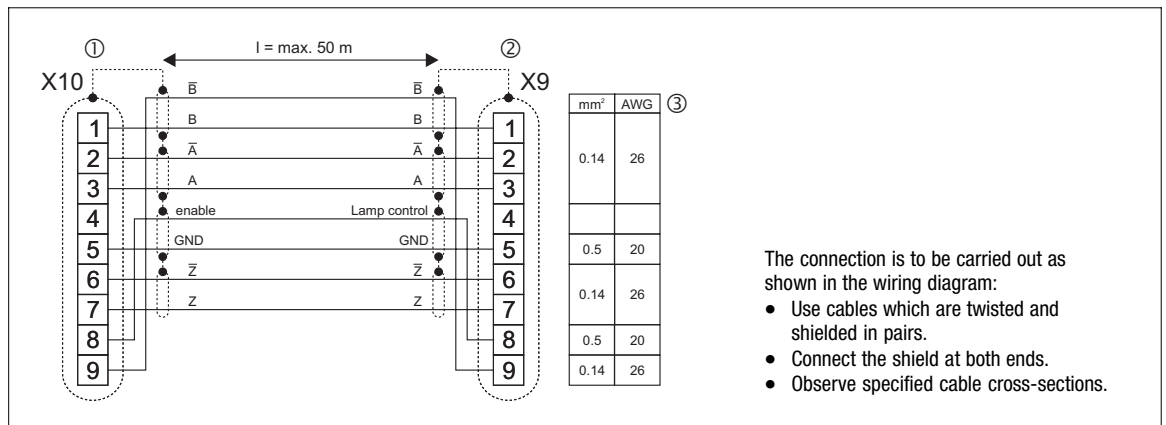 ① l = max. 50 m ②
X10 B̅ B̅ X9
mm² AWG ③
1 B B 1
2 A̅ A̅ 2 0.14 26
3 A A 3
4 enable Lamp control 4
5 GND GND 5 0.5 20
6 Z̅ Z̅ 6 0.14 26
7 Z Z 7
8 8 0.5 20
9 9 0.14 26
The connection is to be carried out as
shown in the wiring diagram:
● Use cables which are twisted and
shielded in pairs.
● Connect the shield at both ends.
● Observe specified cable cross-sections.